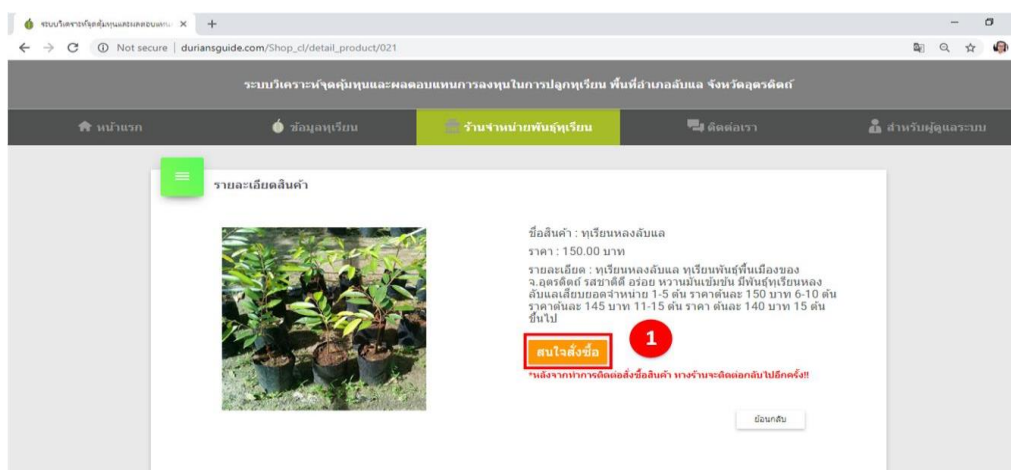 ระบบวิเคราะห์จุดคุ้มทุนและผลตอบแทน
Not secure | duriansguide.com/Shop_cl/detail_product/021
ระบบวิเคราะห์จุดคุ้มทุนและผลตอบแทนการลงทุนในการปลูกทุเรียน พื้นที่อำเภอลับแล จังหวัดอุตรดิตถ์
หน้าแรก ข้อมูลทุเรียน ร้านจำหน่ายพันธุ์ทุเรียน ติดต่อเรา สำหรับผู้ดูแลระบบ
รายละเอียดสินค้า
ชื่อสินค้า : ทุเรียนหลงลับแล
ราคา : 150.00 บาท
รายละเอียด : ทุเรียนหลงลับแล ทุเรียนพันธุ์พื้นเมืองของ
จ.อุตรดิตถ์ รสชาติดี อร่อย หวานมันเข้มข้น มีพันธุ์ทุเรียนหลง
ลับแลเสียบยอดจำหน่าย 1-5 ต้น ราคาต้นละ 150 บาท 6-10 ต้น
ราคาต้นละ 145 บาท 11-15 ต้น ราคา ต้นละ 140 บาท 15 ต้น
ขึ้นไป
สนใจสั่งซื้อ 1
*หลังจากทำการติดต่อสั่งซื้อสินค้า ทางร้านจะติดต่อกลับไปอีกครั้ง!!
ย้อนกลับ